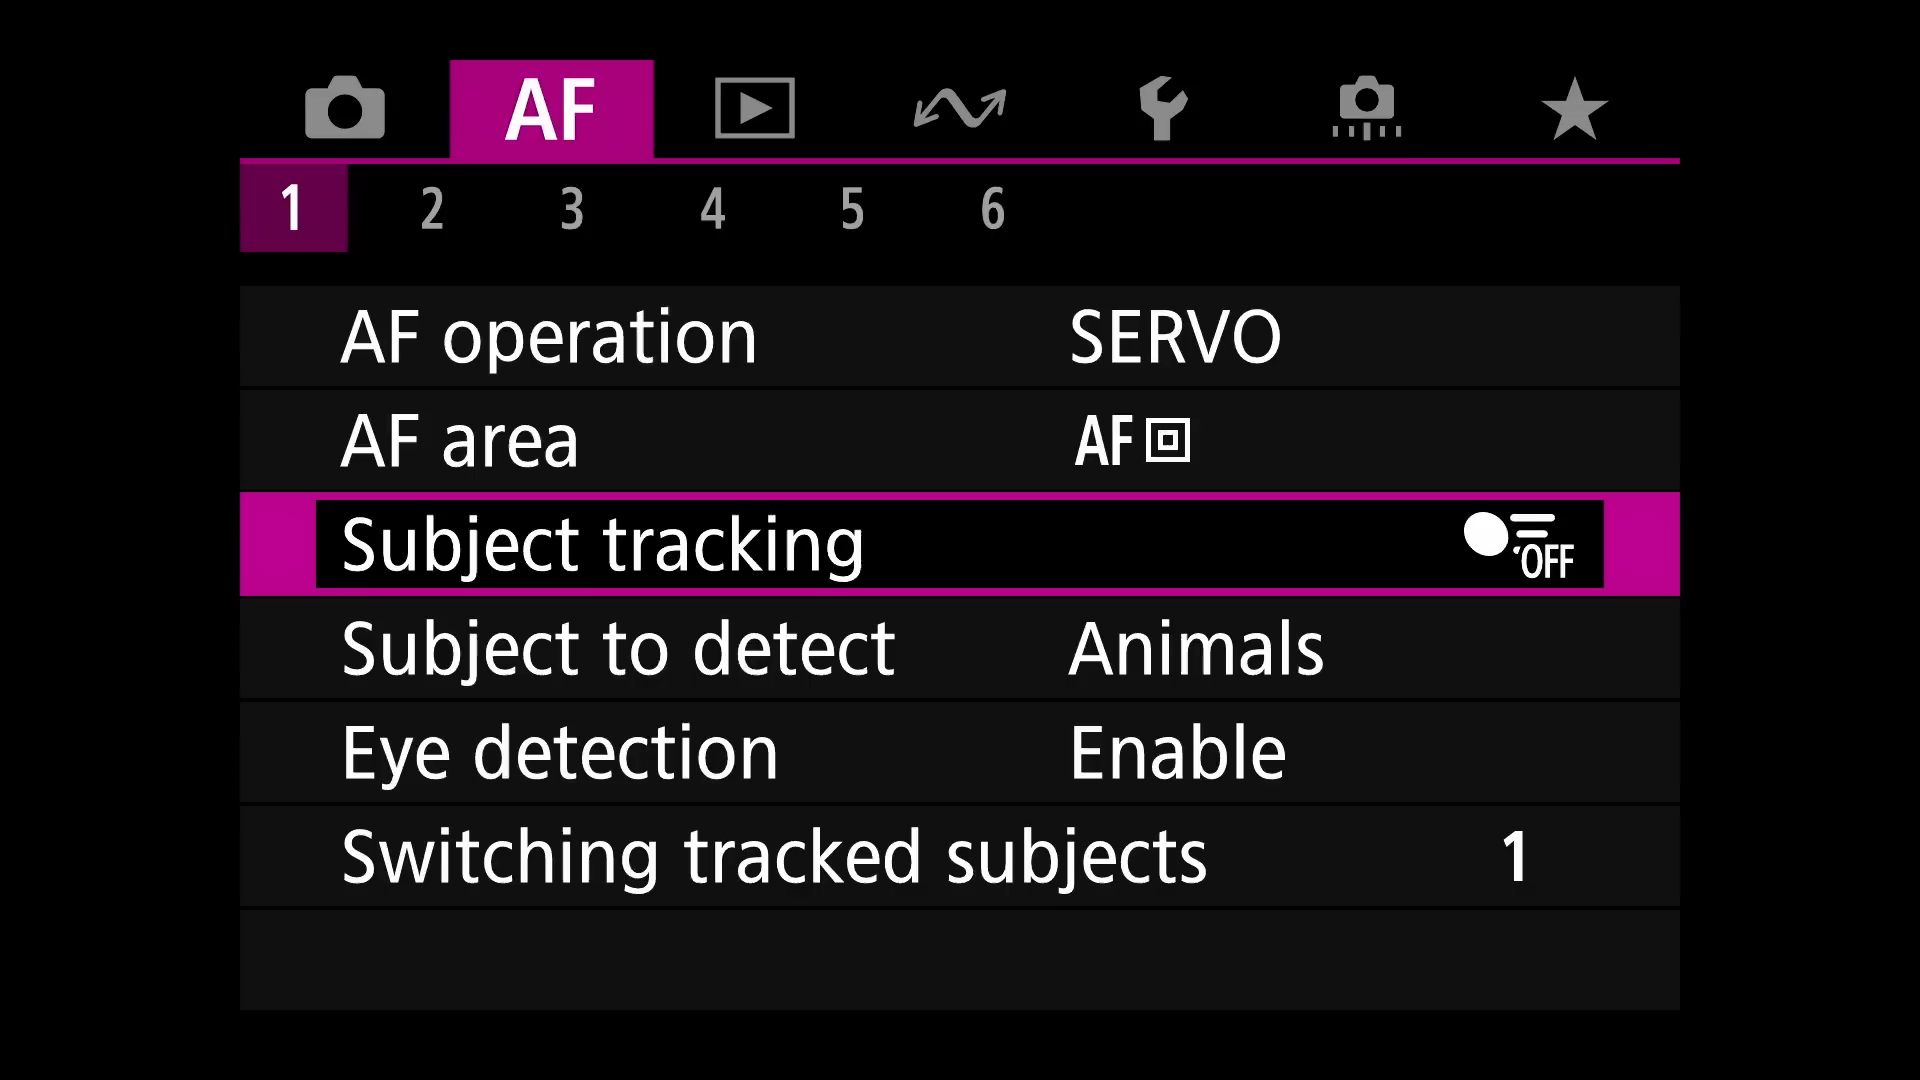 AF
1 2 3 4 5 6
AF operation SERVO
AF area AF
Subject tracking OFF
Subject to detect Animals
Eye detection Enable
Switching tracked subjects 1